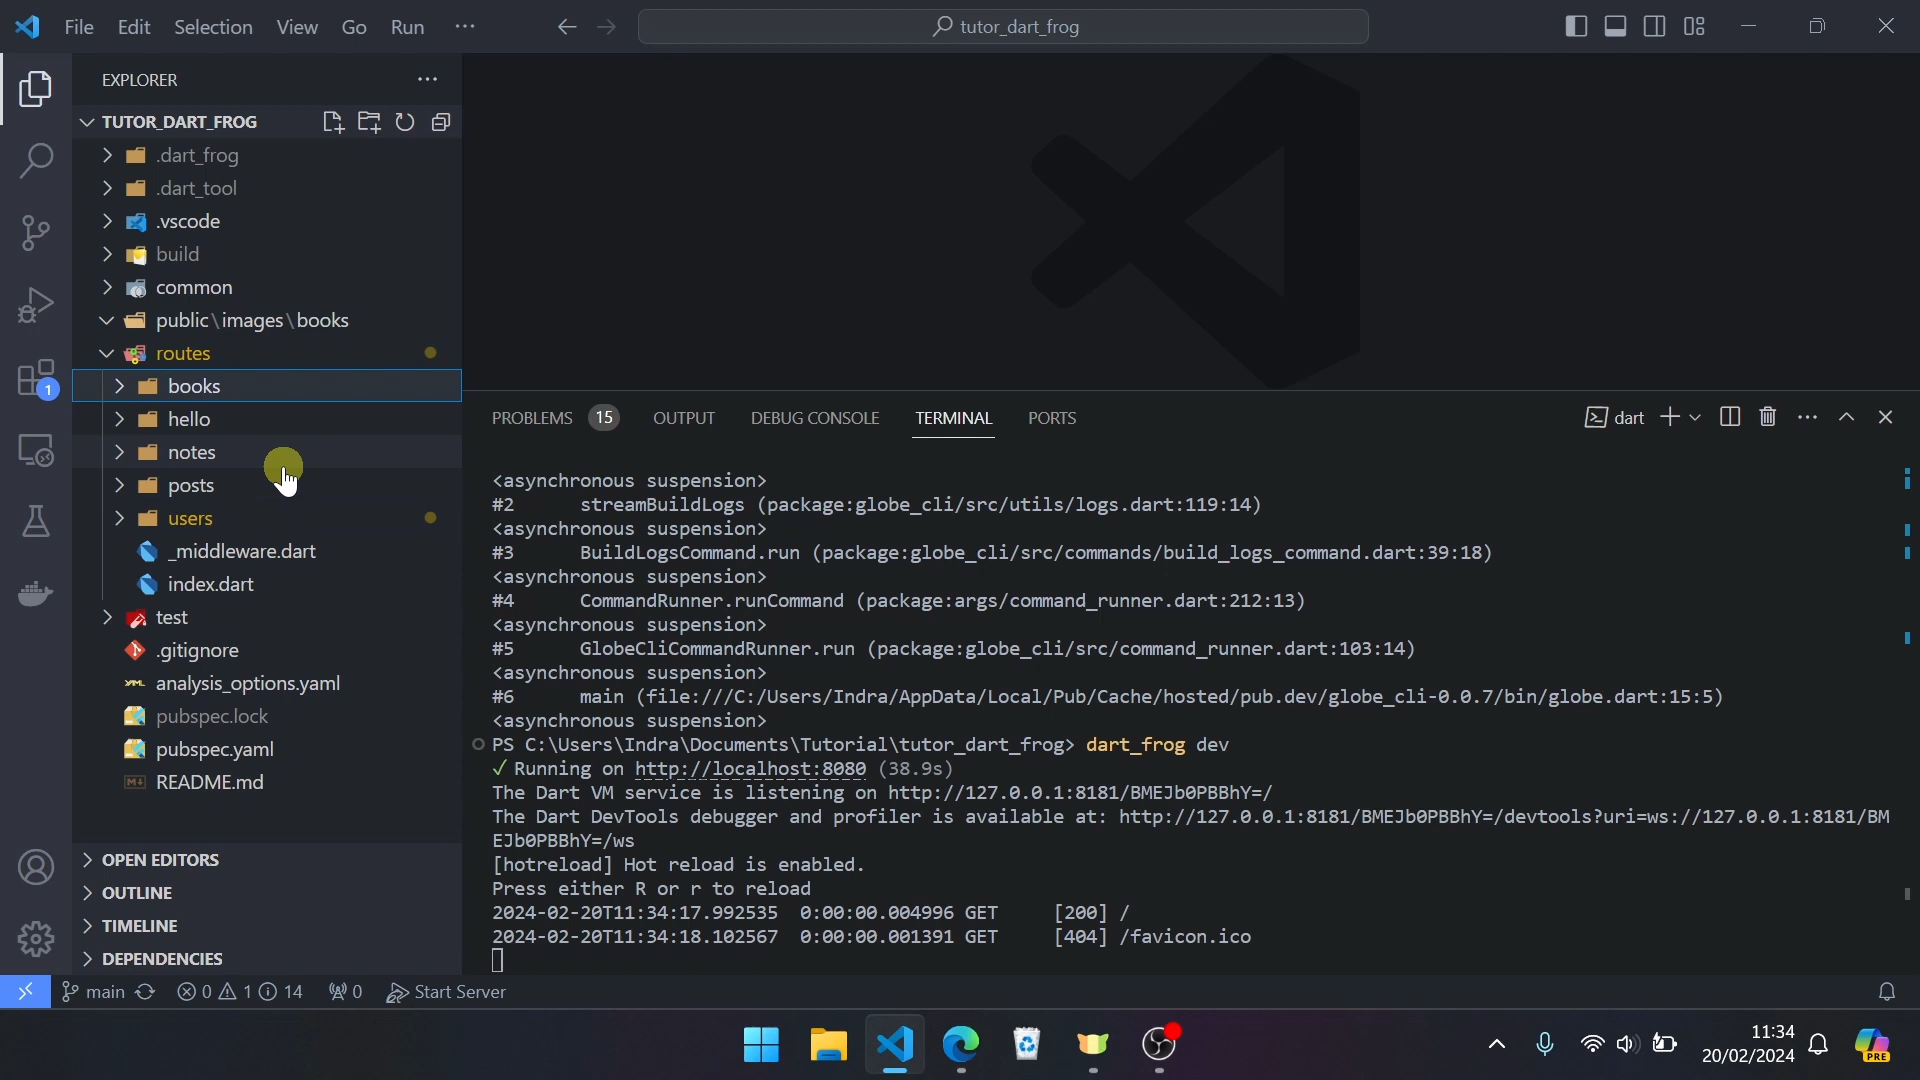 File Edit Selection View Go Run ···
tutor_dart_frog
EXPLORER
TUTOR_DART_FROG
.dart_frog
.dart_tool
.vscode
build
common
public\images\books
routes
books
hello
notes
posts
users
_middleware.dart
index.dart
test
.gitignore
analysis_options.yaml
pubspec.lock
pubspec.yaml
README.md
OPEN EDITORS
OUTLINE
TIMELINE
DEPENDENCIES
1
PROBLEMS 15 OUTPUT DEBUG CONSOLE TERMINAL PORTS
dart
<asynchronous suspension>
#2 streamBuildLogs (package:globe_cli/src/utils/logs.dart:119:14)
<asynchronous suspension>
#3 BuildLogsCommand.run (package:globe_cli/src/commands/build_logs_command.dart:39:18)
<asynchronous suspension>
#4 CommandRunner.runCommand (package:args/command_runner.dart:212:13)
<asynchronous suspension>
#5 GlobeCliCommandRunner.run (package:globe_cli/src/command_runner.dart:103:14)
<asynchronous suspension>
#6 main (file:///C:/Users/Indra/AppData/Local/Pub/Cache/hosted/pub.dev/globe_cli-0.0.7/bin/globe.dart:15:5)
<asynchronous suspension>
PS C:\Users\Indra\Documents\Tutorial\tutor_dart_frog> dart_frog dev
✓ Running on http://localhost:8080 (38.9s)
The Dart VM service is listening on http://127.0.0.1:8181/BMEJb0PBBhY=/
The Dart DevTools debugger and profiler is available at: http://127.0.0.1:8181/BMEJb0PBBhY=/devtools?uri=ws://127.0.0.1:8181/BM
EJb0PBBhY=/ws
[hotreload] Hot reload is enabled.
Press either R or r to reload
2024-02-20T11:34:17.992535 0:00:00.004996 GET [200] /
2024-02-20T11:34:18.102567 0:00:00.001391 GET [404] /favicon.ico
main 0 1 14 0 Start Server
11:34
20/02/2024
PRE